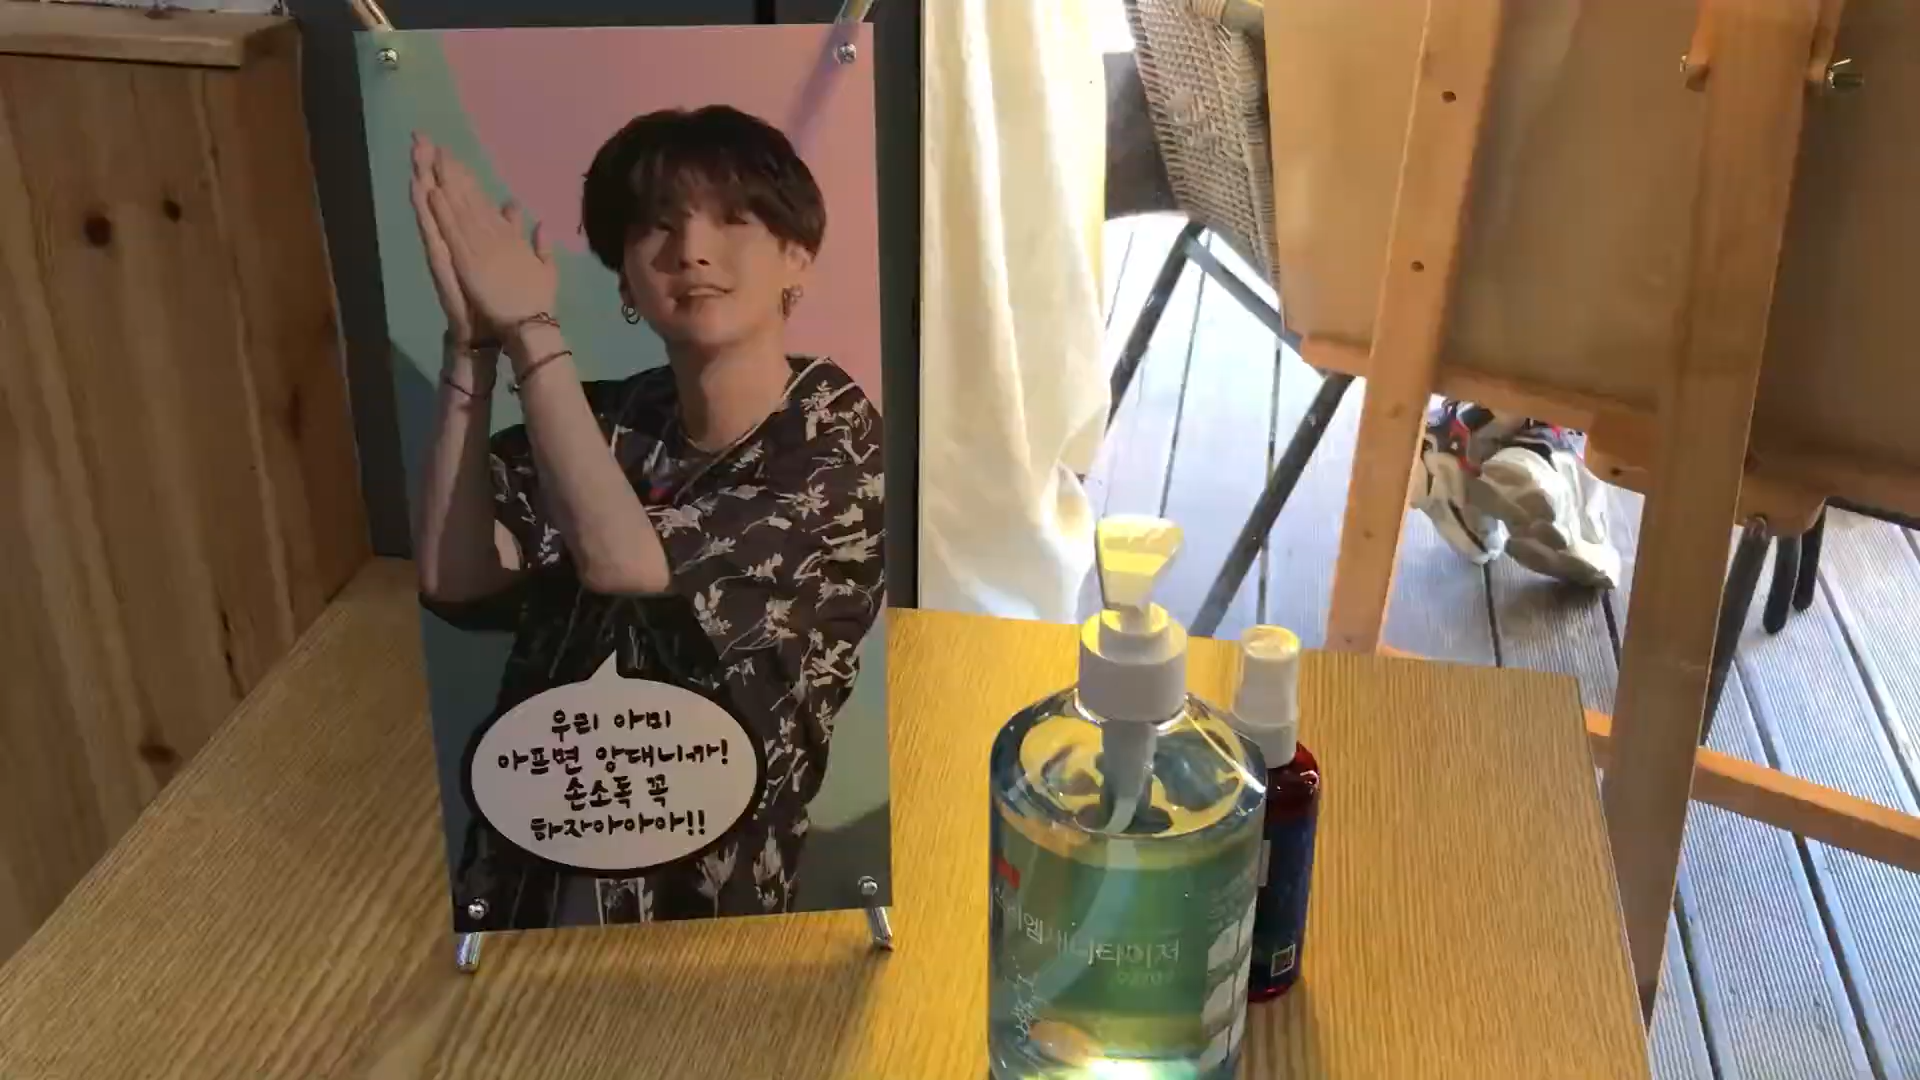 우리 아미
아프면 앙대니까!
손소독 꼭
하자아아아!!
새니타이저